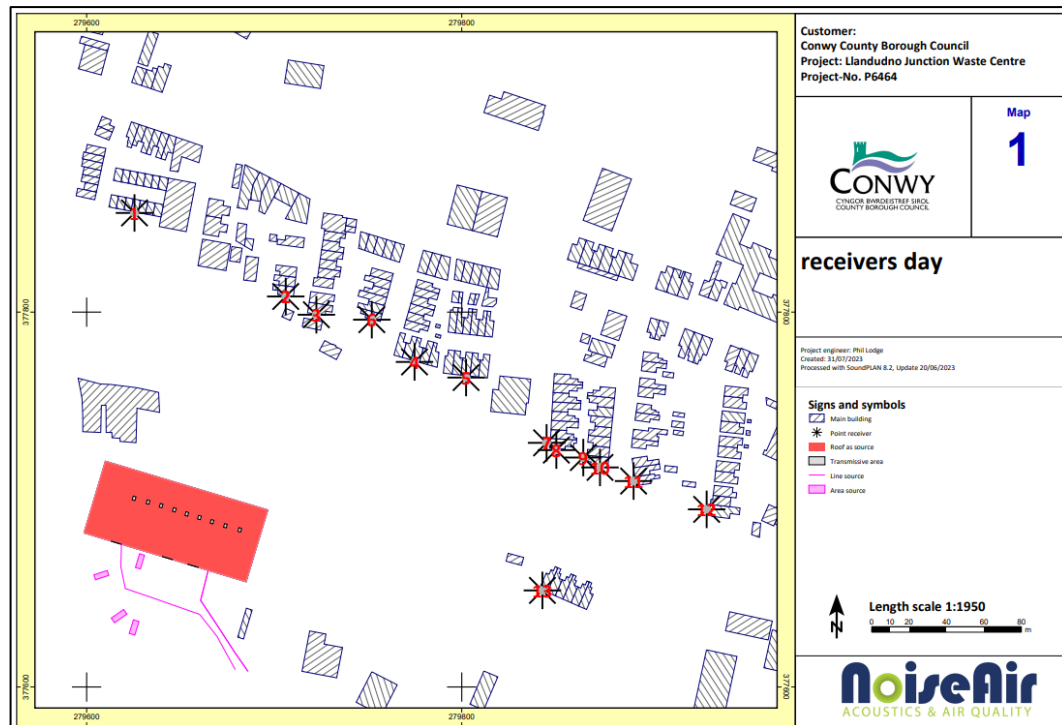 279600
279800
377800
377800
377600
377600
279600
279800
1
2
3
6
4
5
7
8
9
10
11
12
13
Customer:
Conwy County Borough Council
Project: Llandudno Junction Waste Centre
Project-No. P6464
CONWY
CYNGOR BWRDEISTREF SIROL
COUNTY BOROUGH COUNCIL
Map
1
receivers day
Project engineer: Phil Lodge
Created: 31/07/2023
Processed with SoundPLAN 8.2, Update 20/06/2023
Signs and symbols
Main building
Point receiver
Roof as source
Transmissive area
Line source
Area source
N
Length scale 1:1950
0 10 20 40 60 80
m
NoiseAir
ACOUSTICS & AIR QUALITY